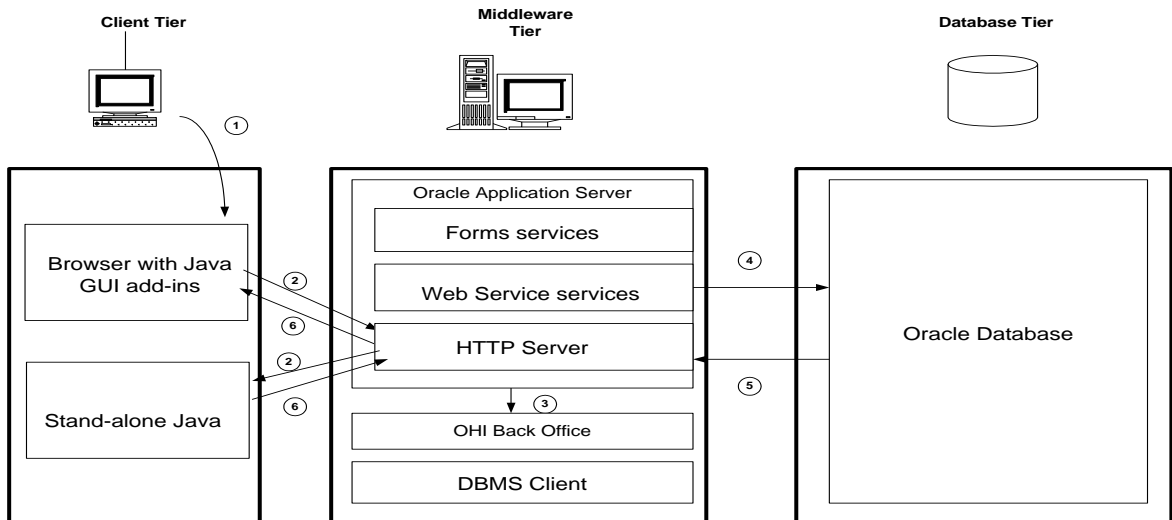 Client Tier
Middleware
Tier
Database Tier
1
Oracle Application Server
Forms services
4
Browser with Java
GUI add-ins
2
Web Service services
6
HTTP Server
Oracle Database
2
5
Stand-alone Java
6
3
OHI Back Office
DBMS Client